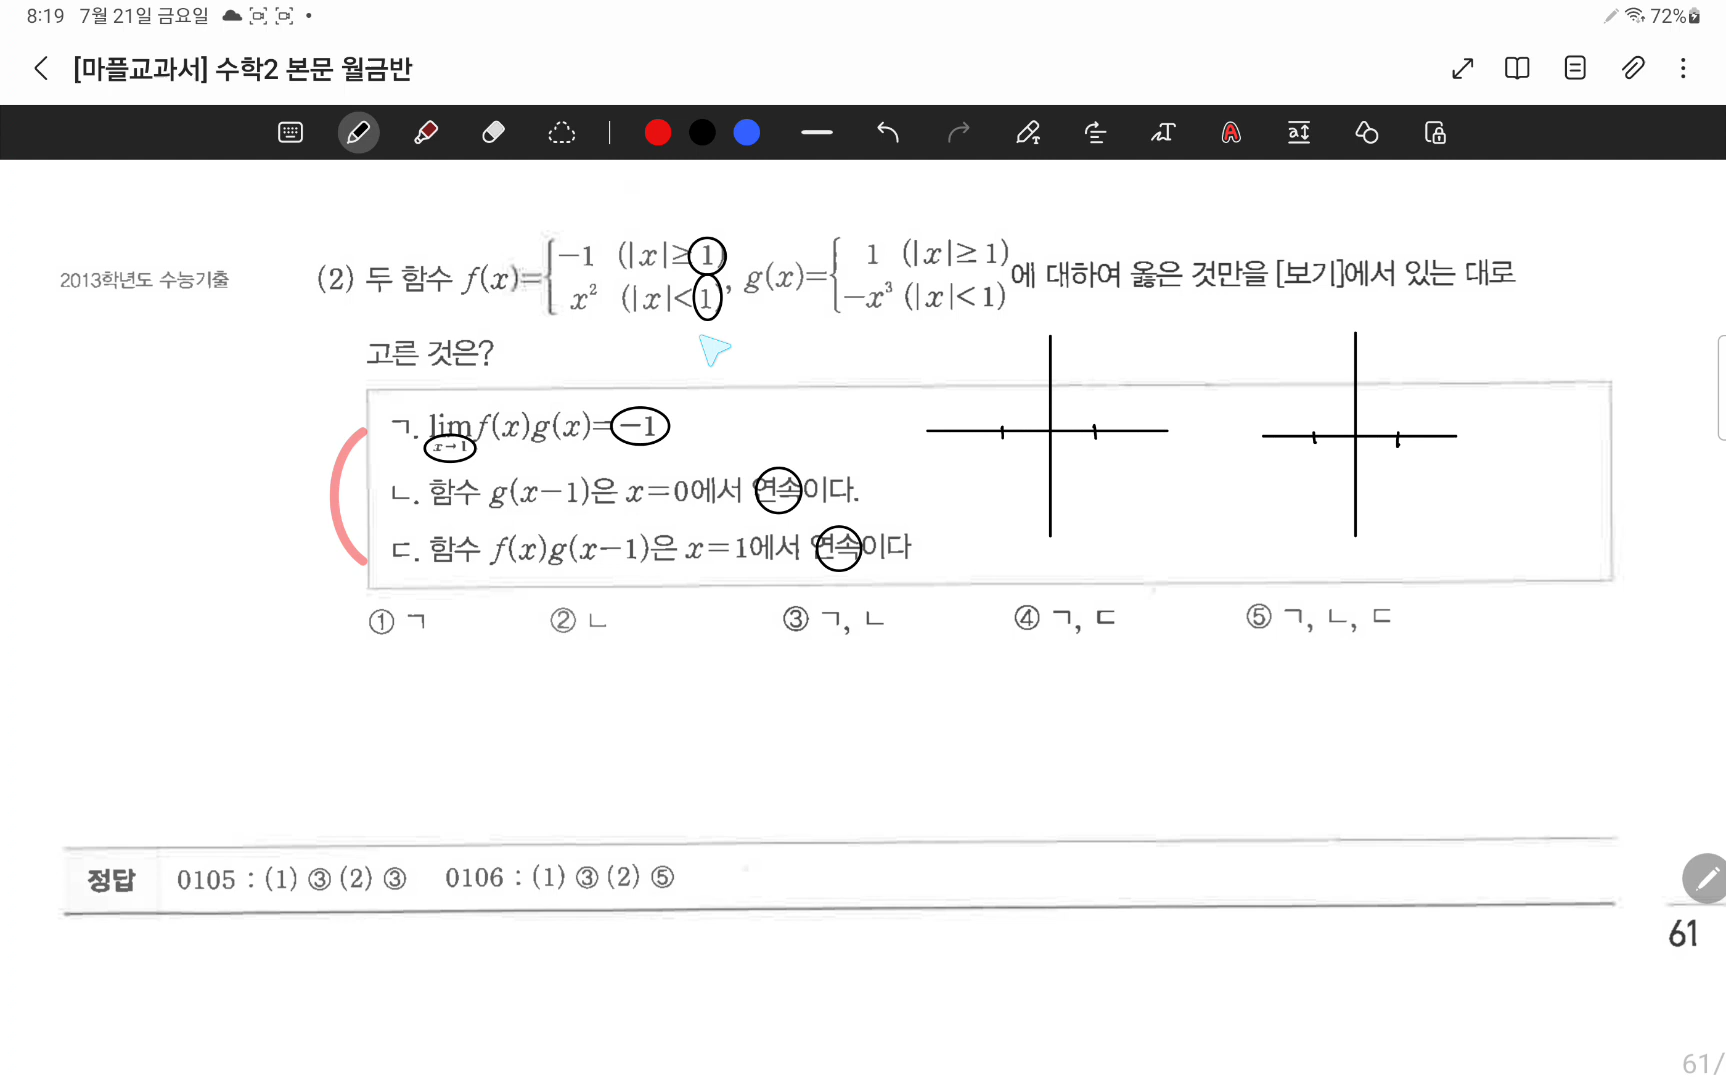 8:19 7월 21일 금요일
72%
[마플교과서] 수학2 본문 월금반
2013학년도 수능기출
(2) 두 함수 f(x)={ -1 (|x|≥1), x² (|x|<1) , g(x)={ 1 (|x|≥1), -x³ (|x|<1) 에 대하여 옳은 것만을 [보기]에서 있는 대로
고른 것은?
ㄱ. lim x→1 f(x)g(x)=-1
ㄴ. 함수 g(x-1)은 x=0에서 연속이다.
ㄷ. 함수 f(x)g(x-1)은 x=1에서 연속이다
① ㄱ ② ㄴ ③ ㄱ, ㄴ ④ ㄱ, ㄷ ⑤ ㄱ, ㄴ, ㄷ
정답 0105 : (1) ③ (2) ③ 0106 : (1) ③ (2) ⑤
61
61/